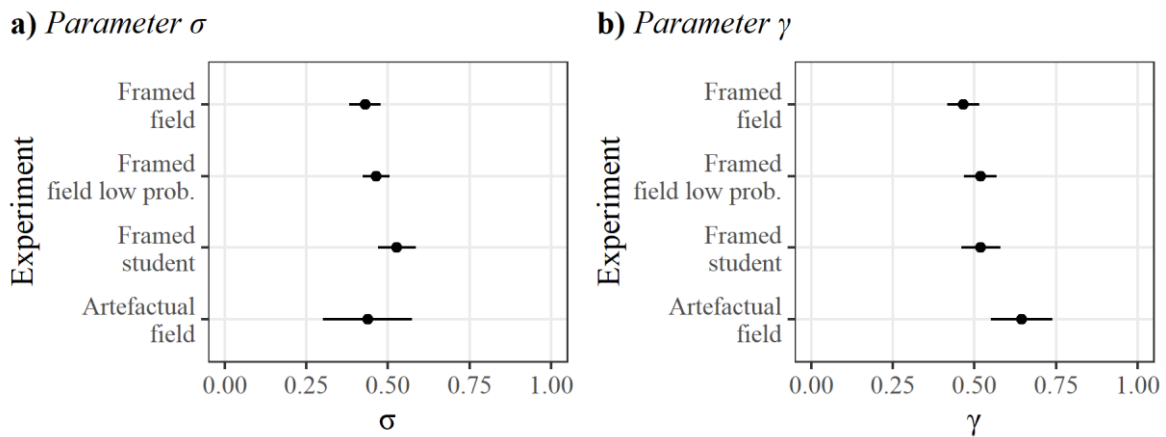 a) Parameter σ
Experiment
Framed
field
Framed
field low prob.
Framed
student
Artefactual
field
0.00 0.25 0.50 0.75 1.00
σ
b) Parameter γ
Experiment
Framed
field
Framed
field low prob.
Framed
student
Artefactual
field
0.00 0.25 0.50 0.75 1.00
γ